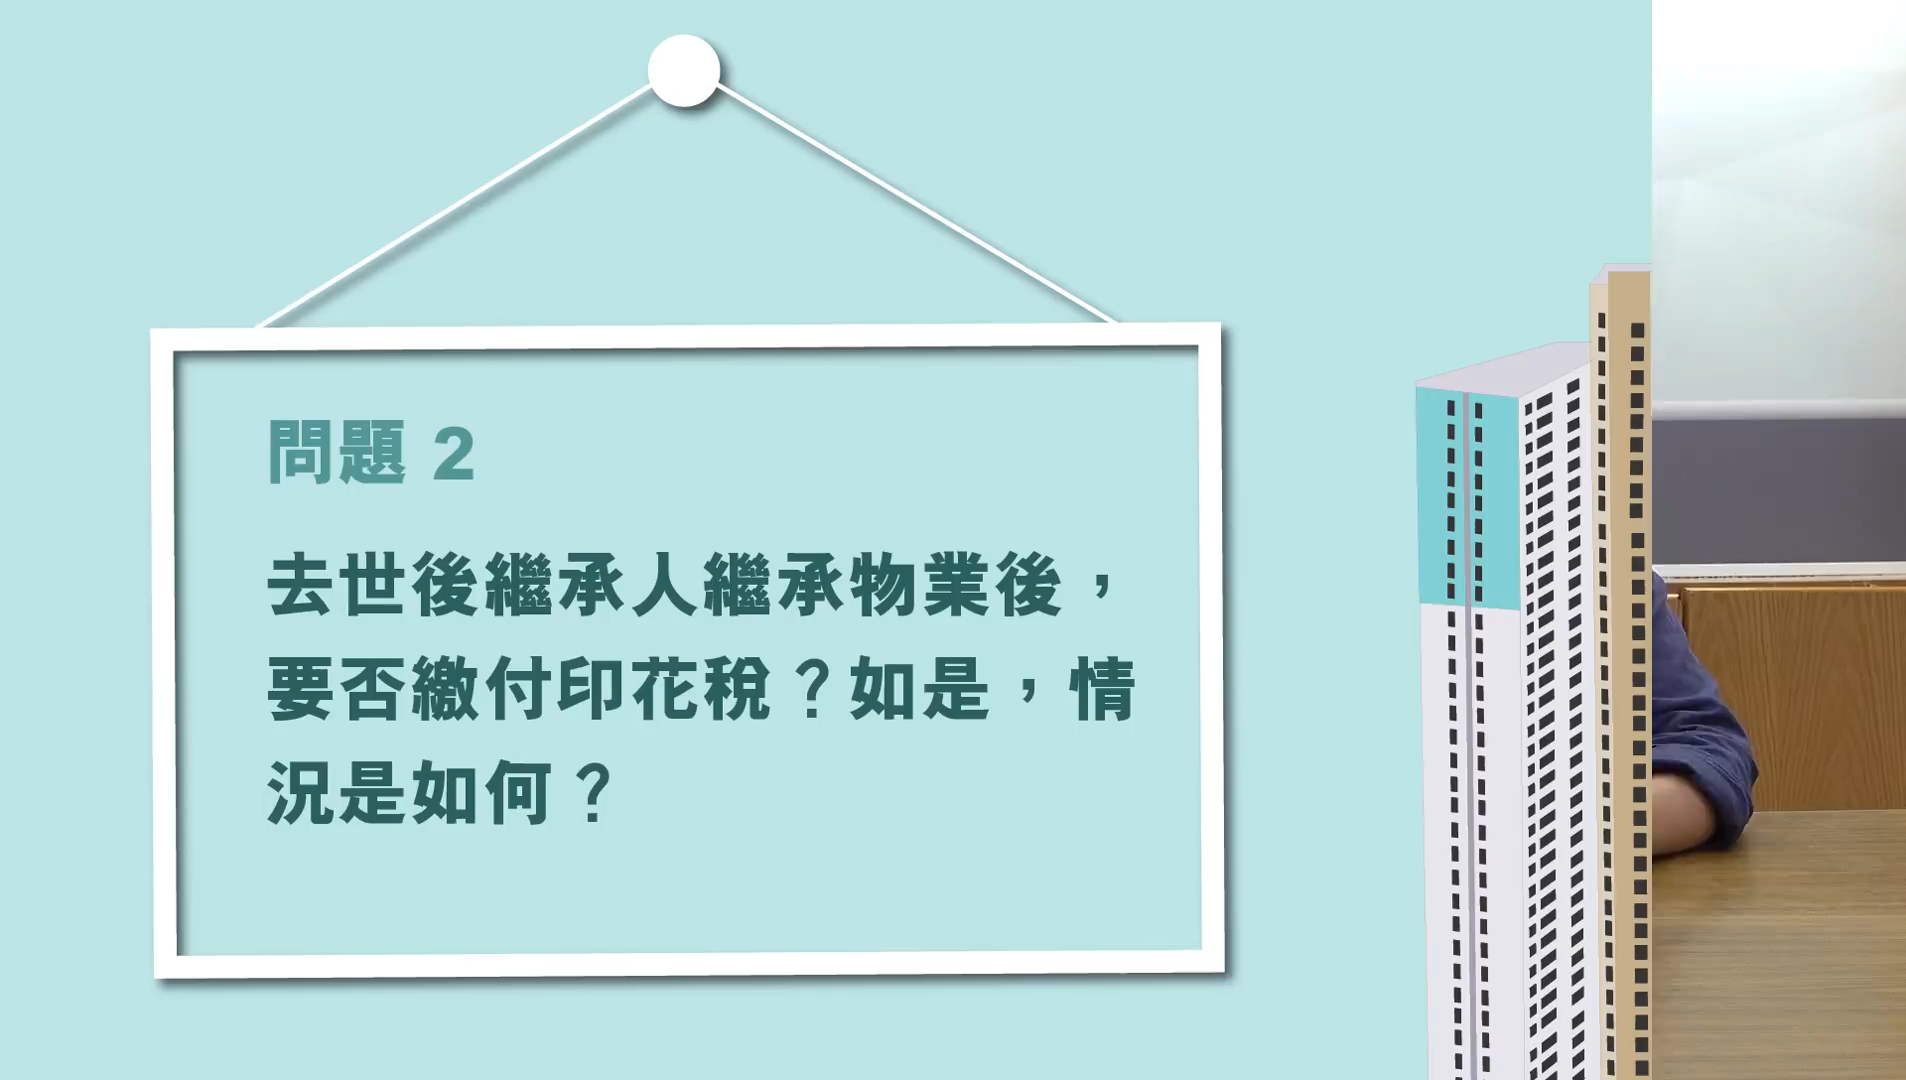 問題 2
去世後繼承人繼承物業後，
要否繳付印花稅？如是，情
況是如何？